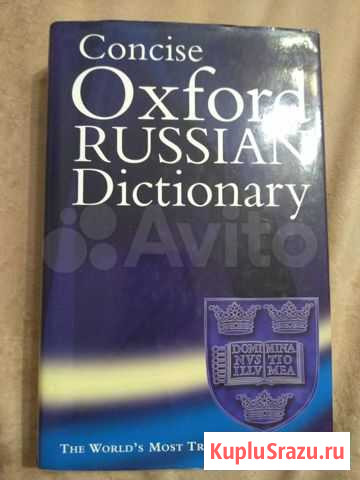 Concise
Oxford
RUSSIAN
Dictionary
Avito
DOMI MINA
NVS TIO
ILLV MEA
THE WORLD'S MOST
KupluSrazu.ru